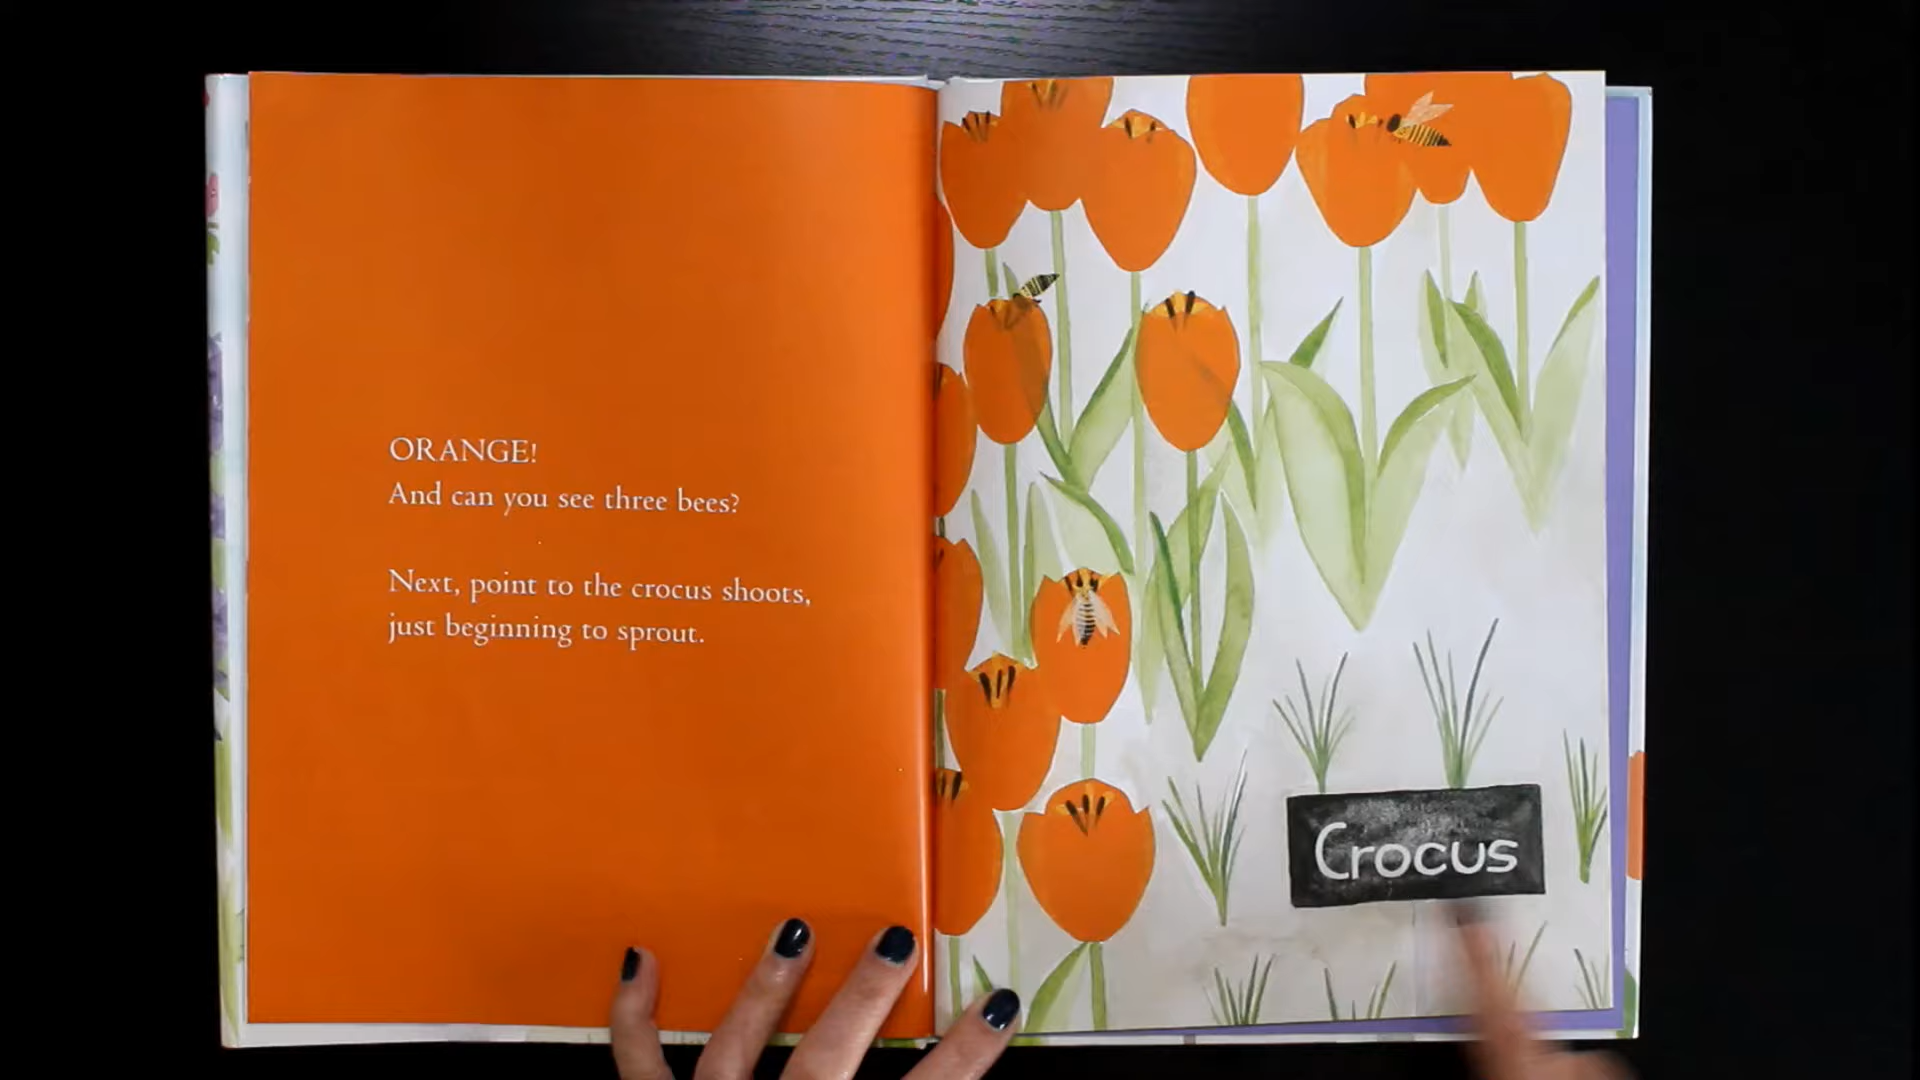 ORANGE!
And can you see three bees?
Next, point to the crocus shoots,
just beginning to sprout.
Crocus